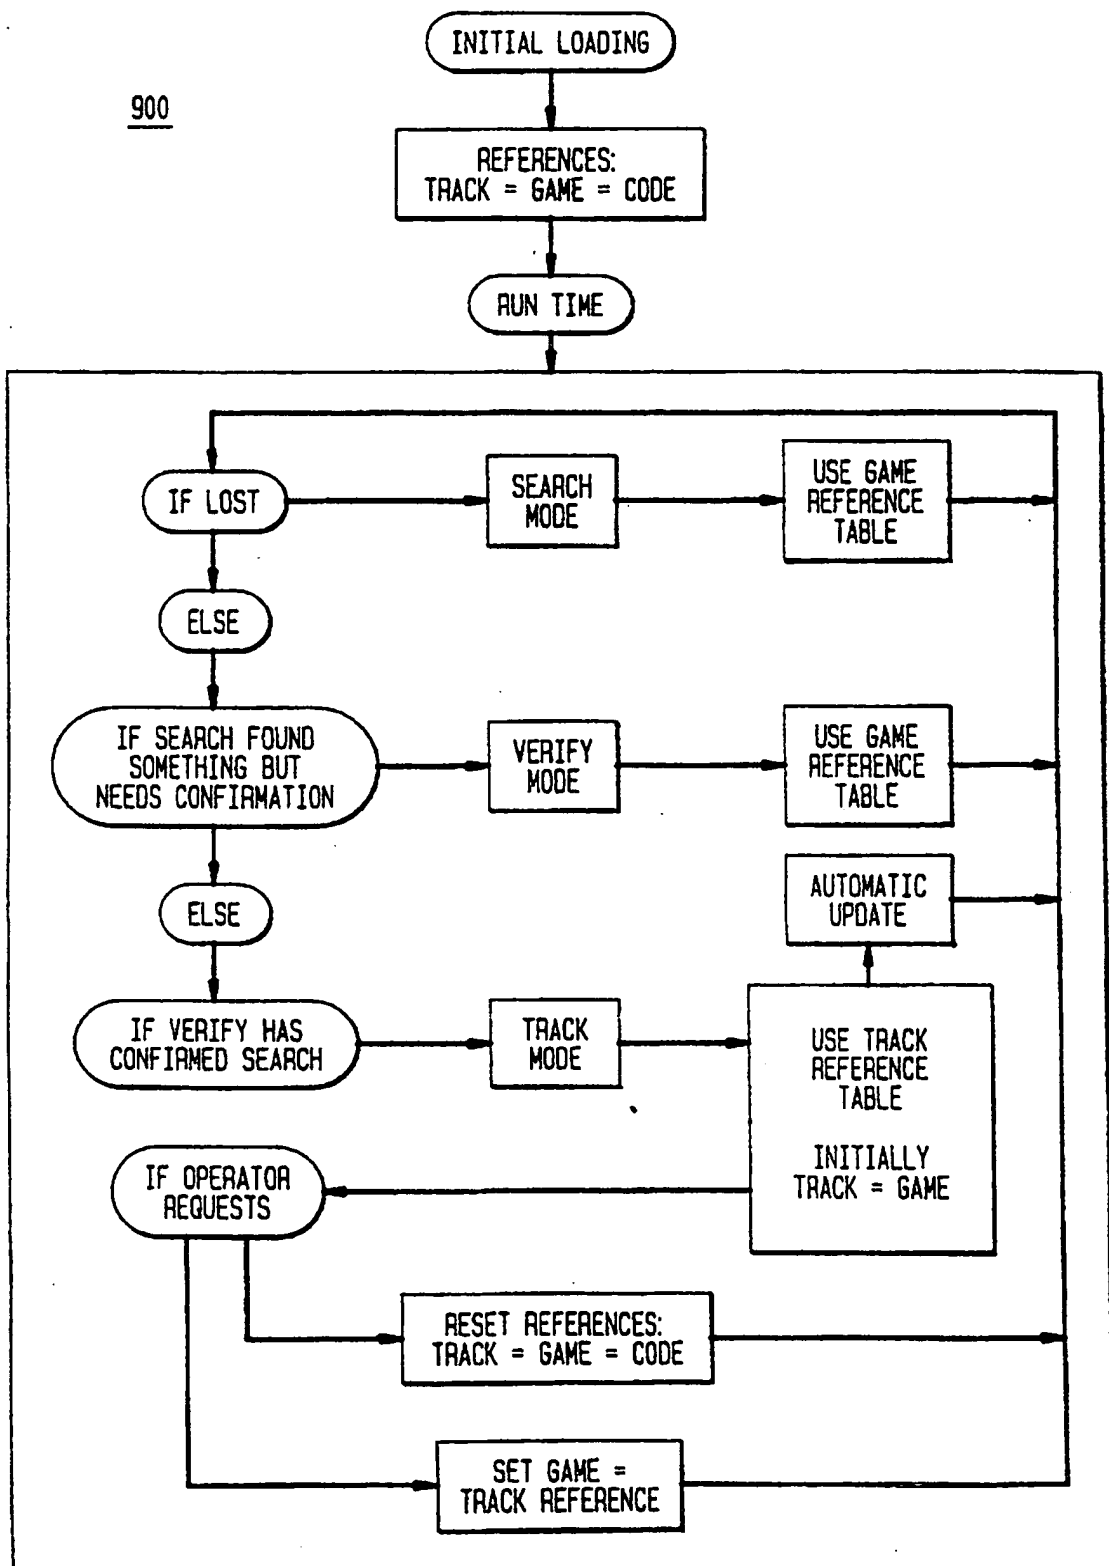 INITIAL LOADING
900
REFERENCES:
TRACK = GAME = CODE
RUN TIME
IF LOST
SEARCH
MODE
USE GAME
REFERENCE
TABLE
ELSE
IF SEARCH FOUND
SOMETHING BUT
NEEDS CONFIRMATION
VERIFY
MODE
USE GAME
REFERENCE
TABLE
ELSE
AUTOMATIC
UPDATE
IF VERIFY HAS
CONFIRMED SEARCH
TRACK
MODE
USE TRACK
REFERENCE
TABLE
INITIALLY
TRACK = GAME
IF OPERATOR
REQUESTS
RESET REFERENCES:
TRACK = GAME = CODE
SET GAME =
TRACK REFERENCE